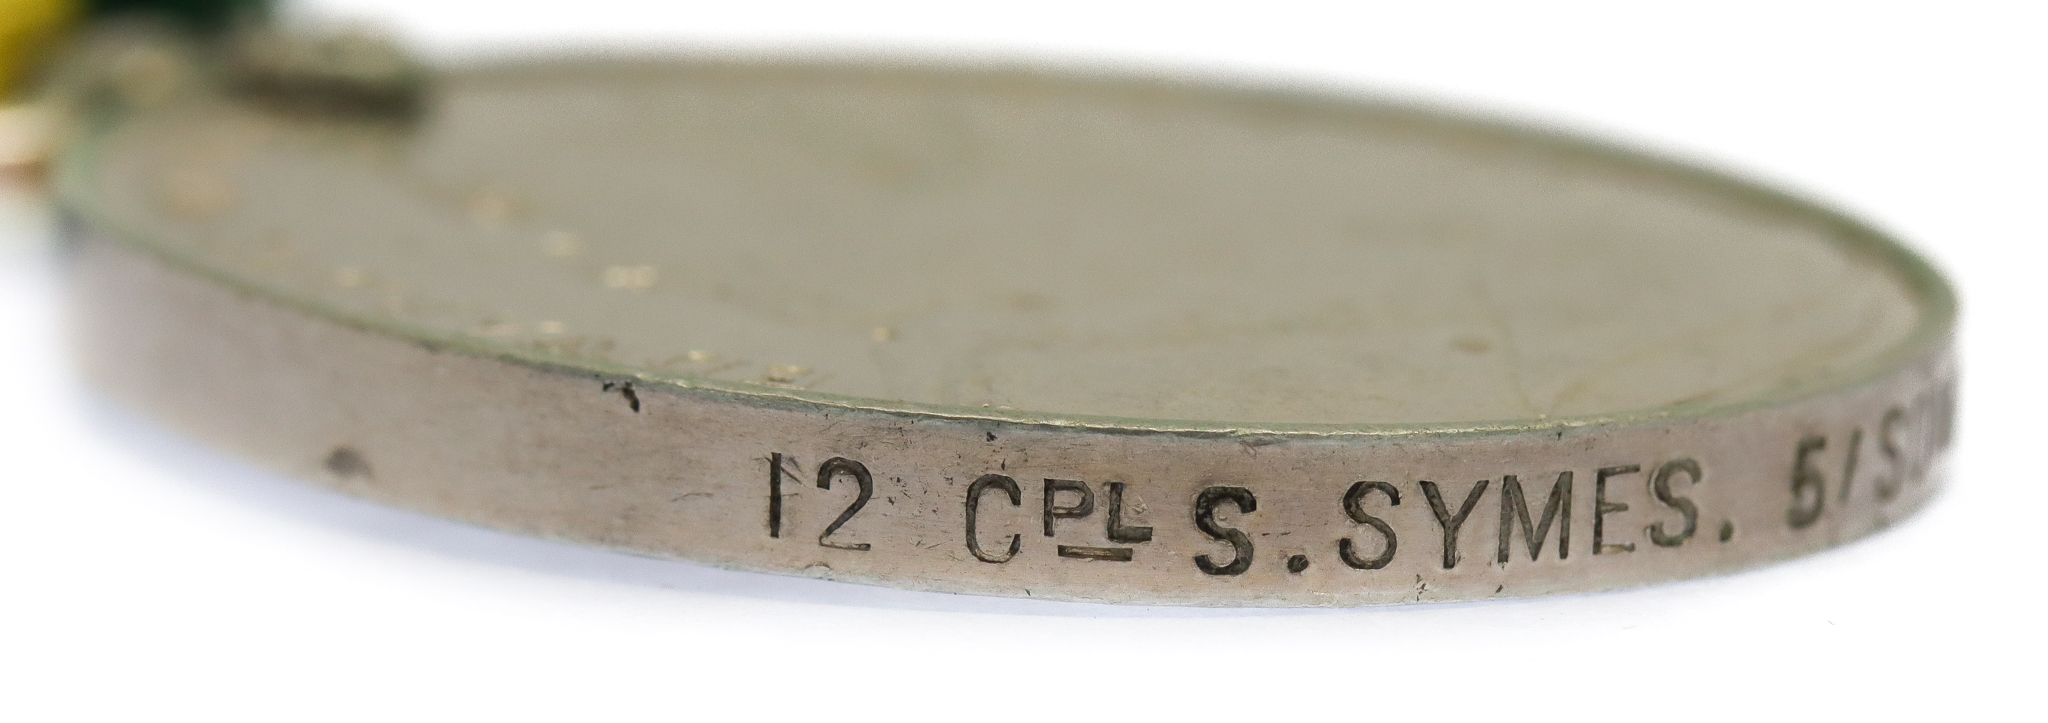 12 CPL S. SYMES. 5/